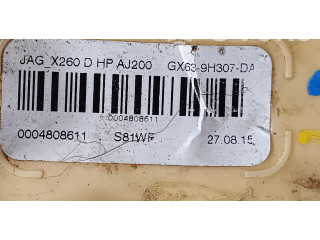 JAG_X260 D HP AJ200 GX63-9H307-DA
0004808611
0004808611 S81WF 27.08.15